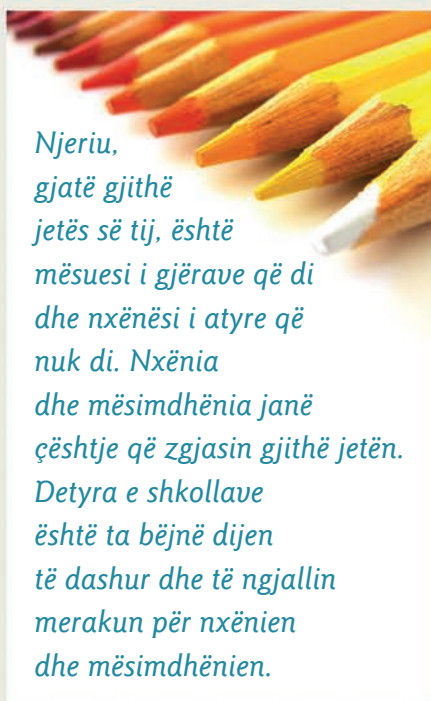 Njeriu,
gjatë gjithë
jetës së tij, është
mësuesi i gjërave që di
dhe nxënësi i atyre që
nuk di. Nxënia
dhe mësimdhënia janë
çështje që zgjasin gjithë jetën.
Detyra e shkollave
është ta bëjnë dijen
të dashur dhe të ngjallin
merakun për nxënien
dhe mësimdhënien.